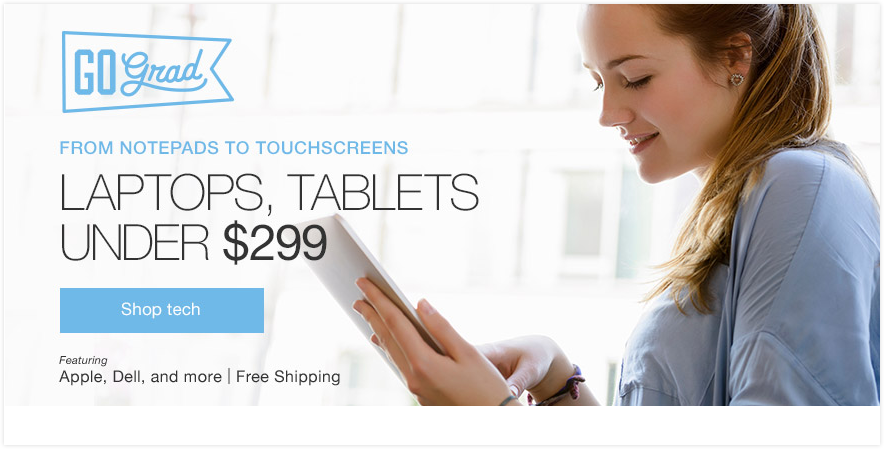 GO Grad
FROM NOTEPADS TO TOUCHSCREENS
LAPTOPS, TABLETS
UNDER $299
Shop tech
Featuring
Apple, Dell, and more | Free Shipping